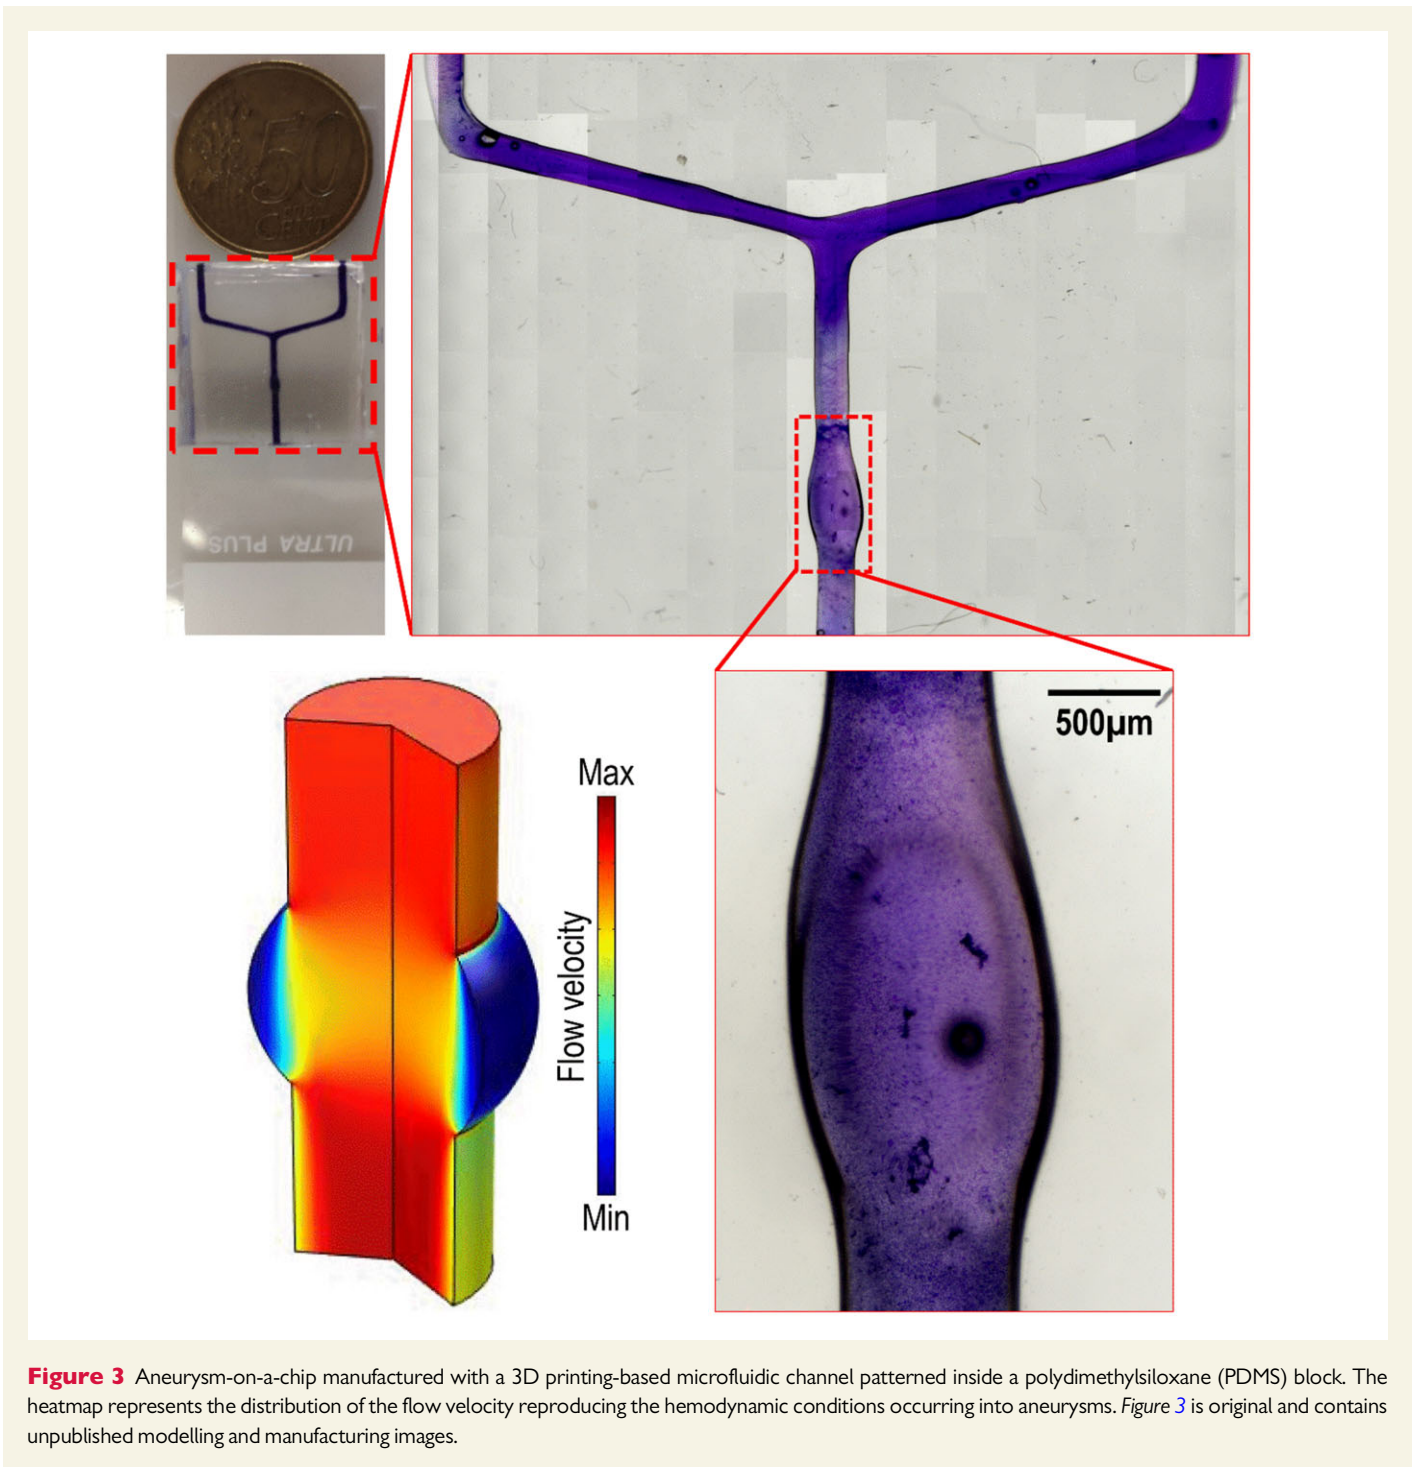 50
CENT
ULTRA PLUS
500µm
Max
Flow velocity
Min
Figure 3 Aneurysm-on-a-chip manufactured with a 3D printing-based microfluidic channel patterned inside a polydimethylsiloxane (PDMS) block. The
heatmap represents the distribution of the flow velocity reproducing the hemodynamic conditions occurring into aneurysms. Figure 3 is original and contains
unpublished modelling and manufacturing images.